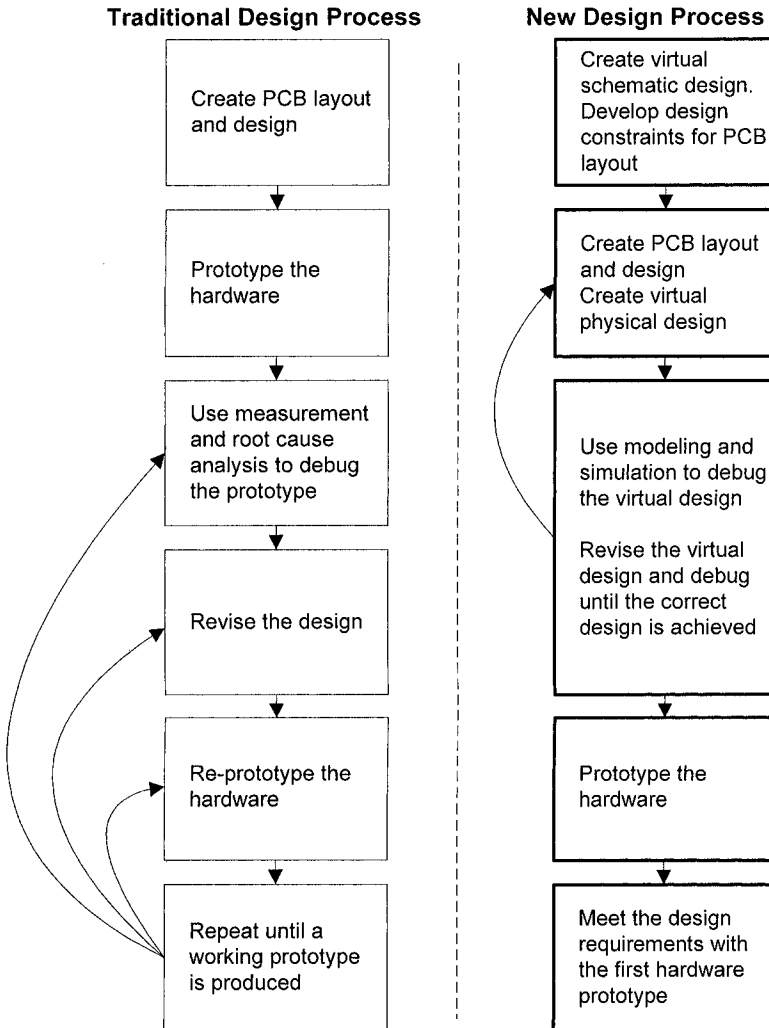 Traditional Design Process
Create PCB layout
and design
Prototype the
hardware
Use measurement
and root cause
analysis to debug
the prototype
Revise the design
Re-prototype the
hardware
Repeat until a
working prototype
is produced
New Design Process
Create virtual
schematic design.
Develop design
constraints for PCB
layout
Create PCB layout
and design
Create virtual
physical design
Use modeling and
simulation to debug
the virtual design
Revise the virtual
design and debug
until the correct
design is achieved
Prototype the
hardware
Meet the design
requirements with
the first hardware
prototype